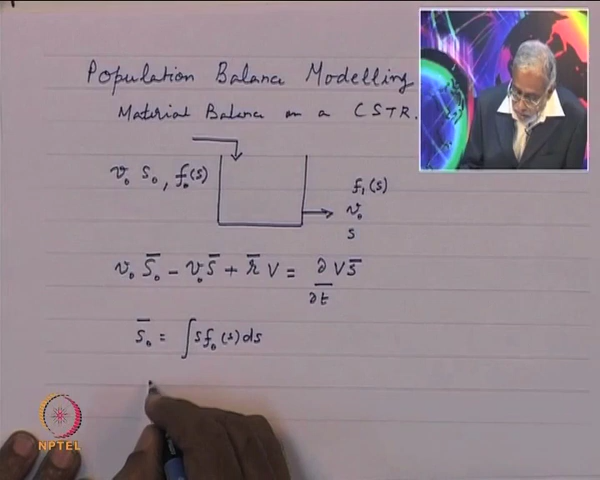 Population Balance Modelling
Material Balance on a CSTR.
v₀ S₀, f₀(s)
f₁(s)
v₀
s
v₀ S̄₀ - v₀ s̄ + r̄ V = ∂/∂t V s̄
S̄₀ = ∫ s f₀(s) ds
NPTEL